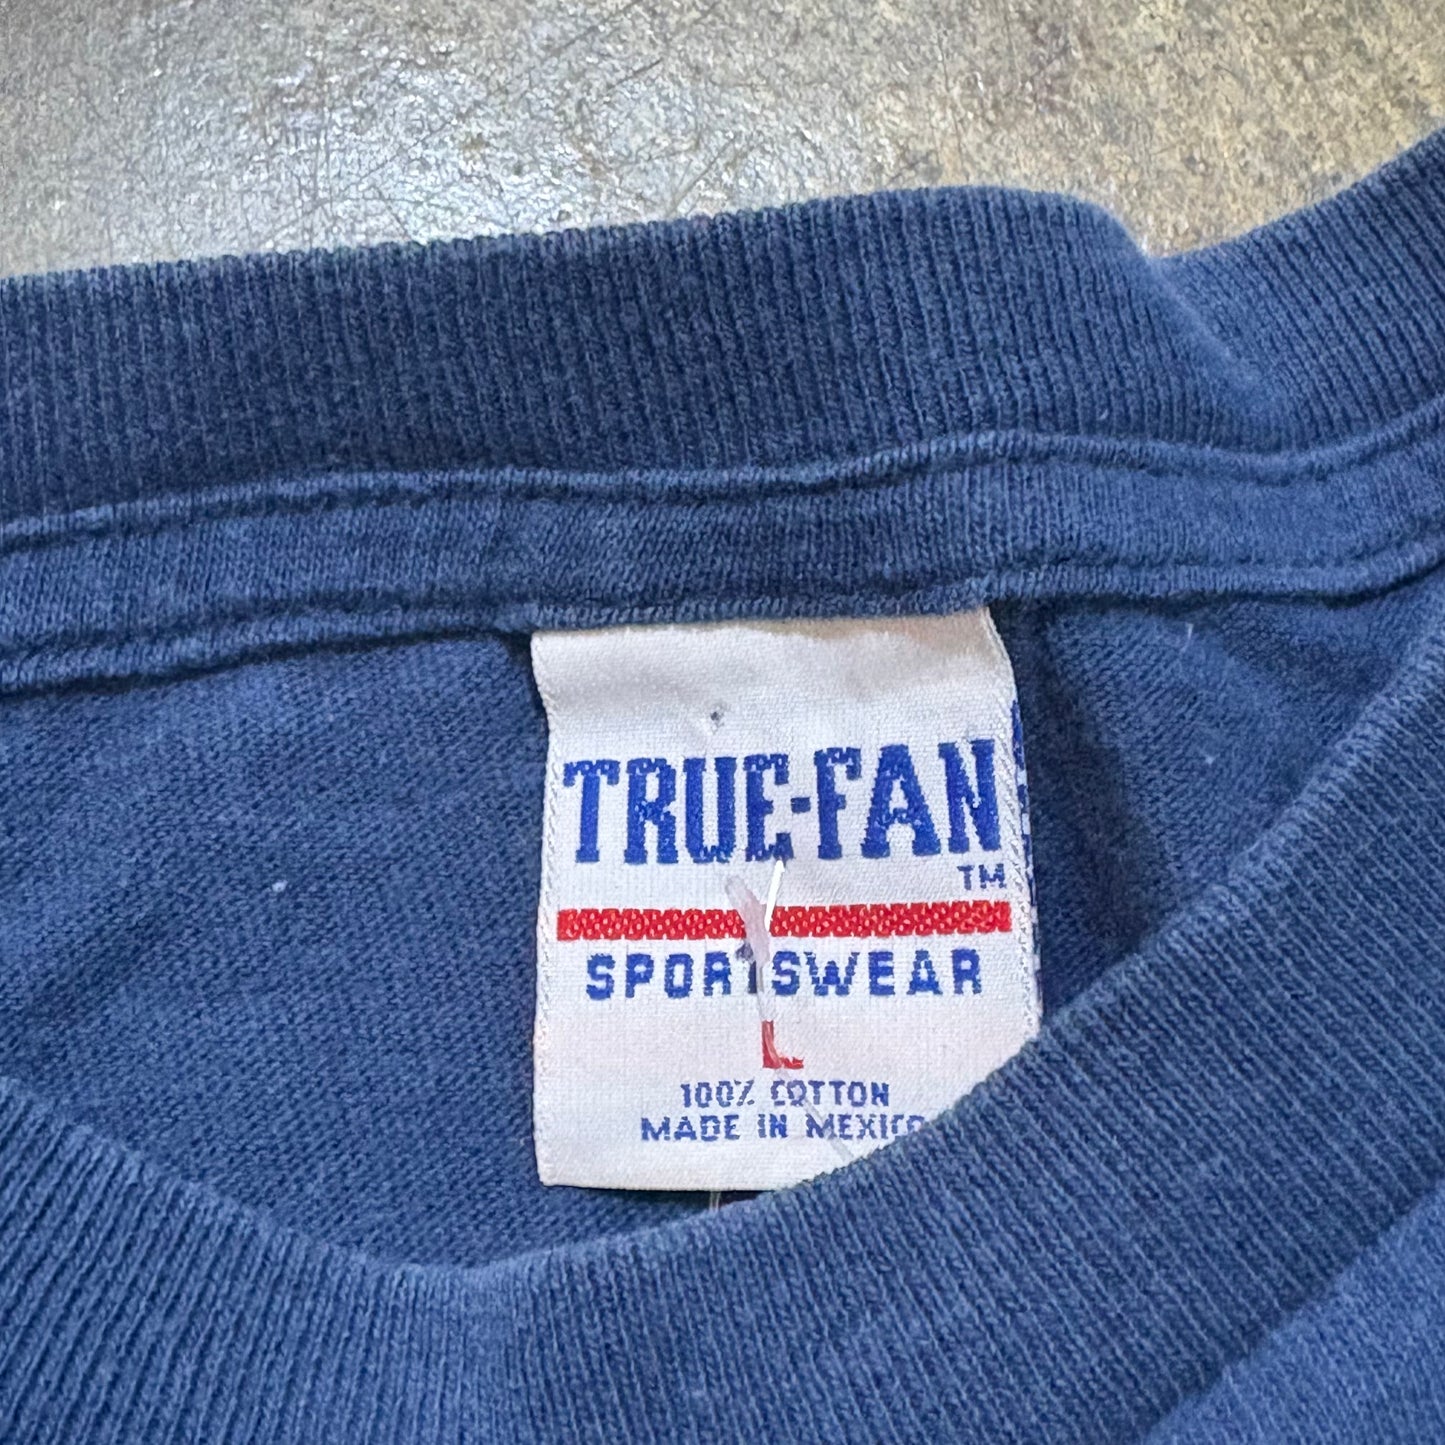 TRUE-FAN
TM
SPORTSWEAR
L
100% COTTON
MADE IN MEXICO